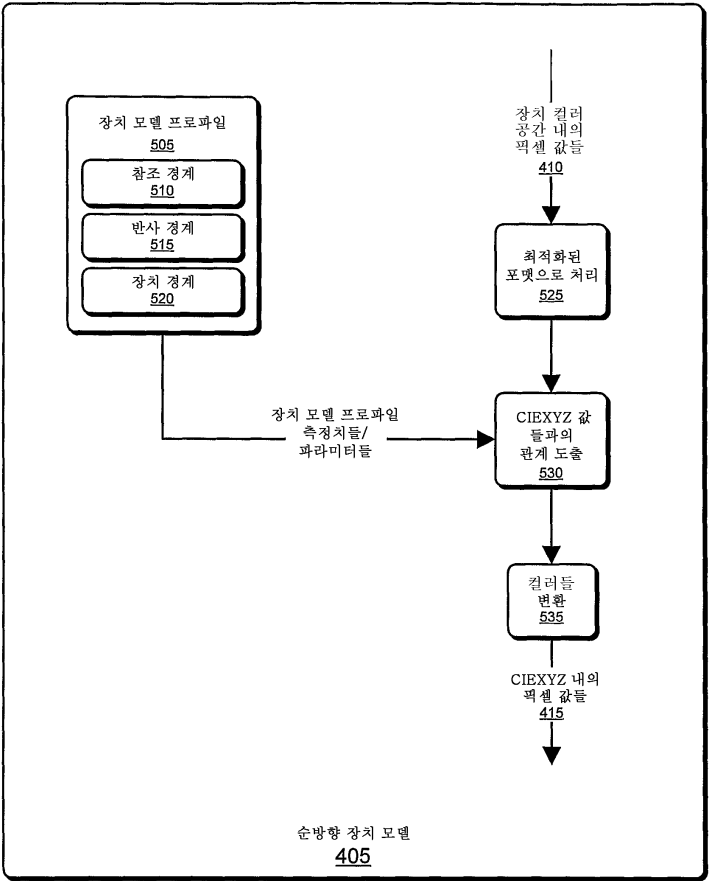 장치 모델 프로파일
505
참조 경계
510
반사 경계
515
장치 경계
520
장치 컬러
공간 내의
픽셀 값들
410
최적화된
포맷으로 처리
525
장치 모델 프로파일
측정치들/
파라미터들
CIEXYZ 값
들과의
관계 도출
530
컬러들
변환
535
CIEXYZ 내의
픽셀 값들
415
순방향 장치 모델
405